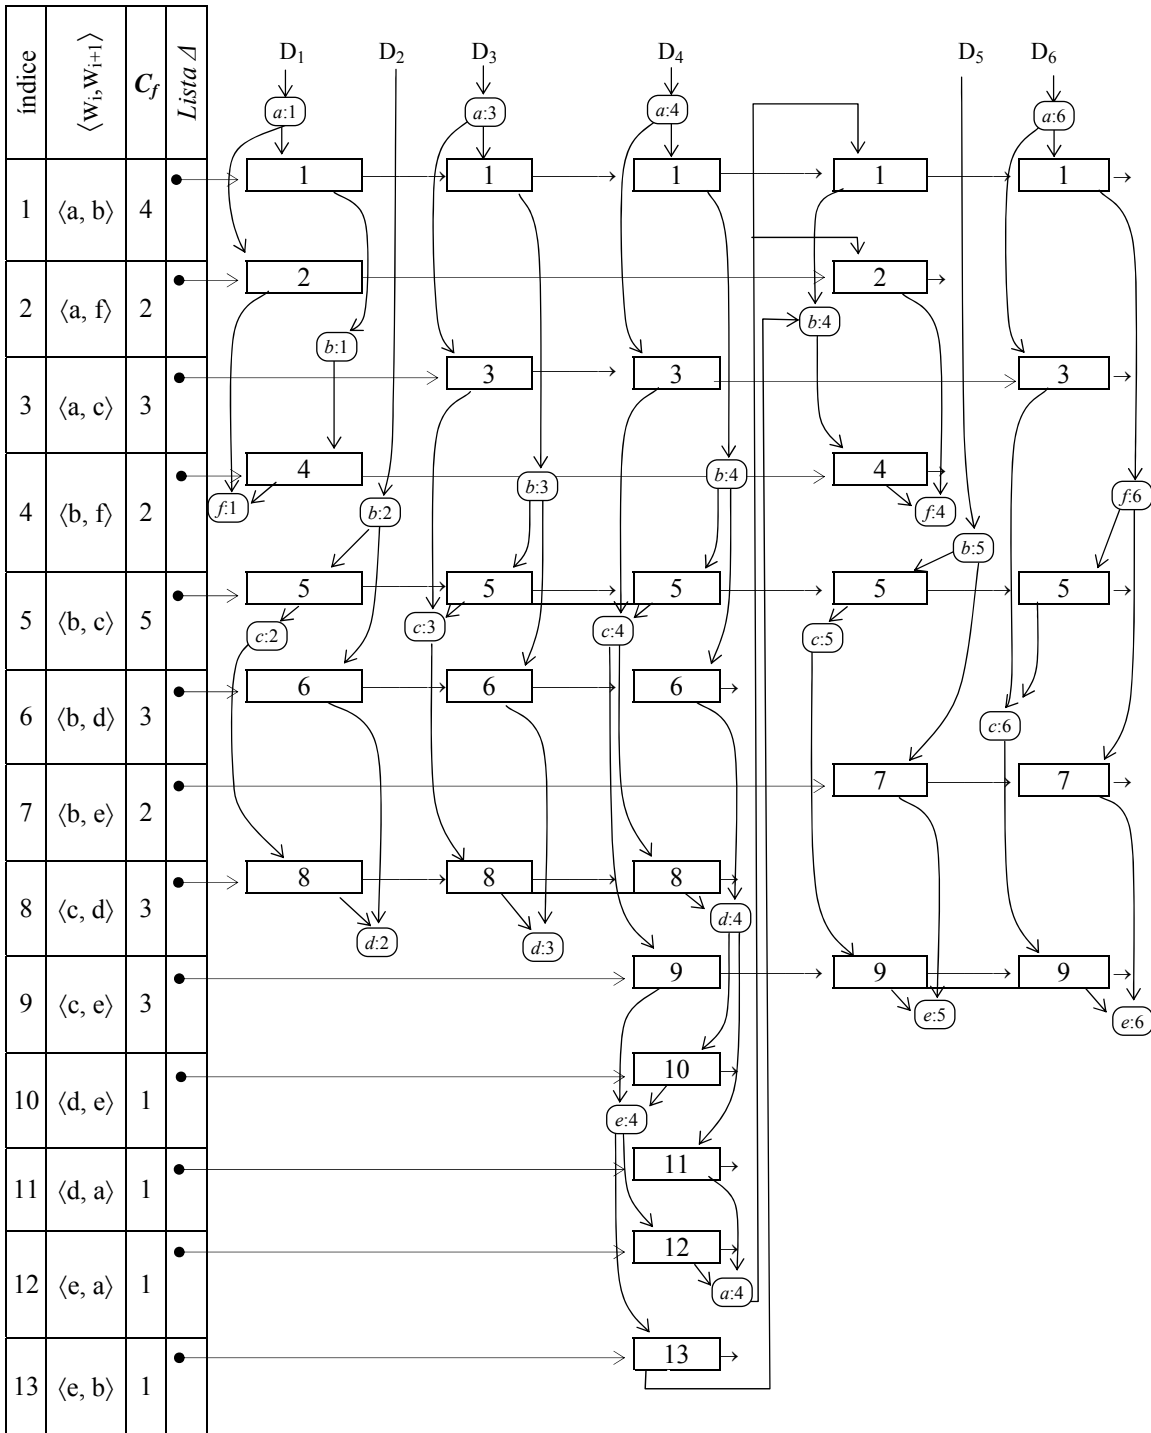 índice ⟨w_i,w_{i+1}⟩ C_f Lista Δ
D₁ D₂ D₃ D₄ D₅ D₆
a:1 a:3 a:4 a:6
1 ⟨a, b⟩ 4
1 1 1 1 1
2 ⟨a, f⟩ 2
2 2
b:4
b:1
3 ⟨a, c⟩ 3
3 3 3
4 ⟨b, f⟩ 2
4 4
f:1 b:2 b:3 b:4 f:4 f:6
b:5
5 ⟨b, c⟩ 5
5 5 5 5 5
c:2 c:3 c:4 c:5
6 ⟨b, d⟩ 3
6 6 6
c:6
7 ⟨b, e⟩ 2
7 7
8 ⟨c, d⟩ 3
8 8 8
d:2 d:3 d:4
9 ⟨c, e⟩ 3
9 9 9
e:5 e:6
10 ⟨d, e⟩ 1
10
e:4
11 ⟨d, a⟩ 1
11
12 ⟨e, a⟩ 1
12
a:4
13 ⟨e, b⟩ 1
13